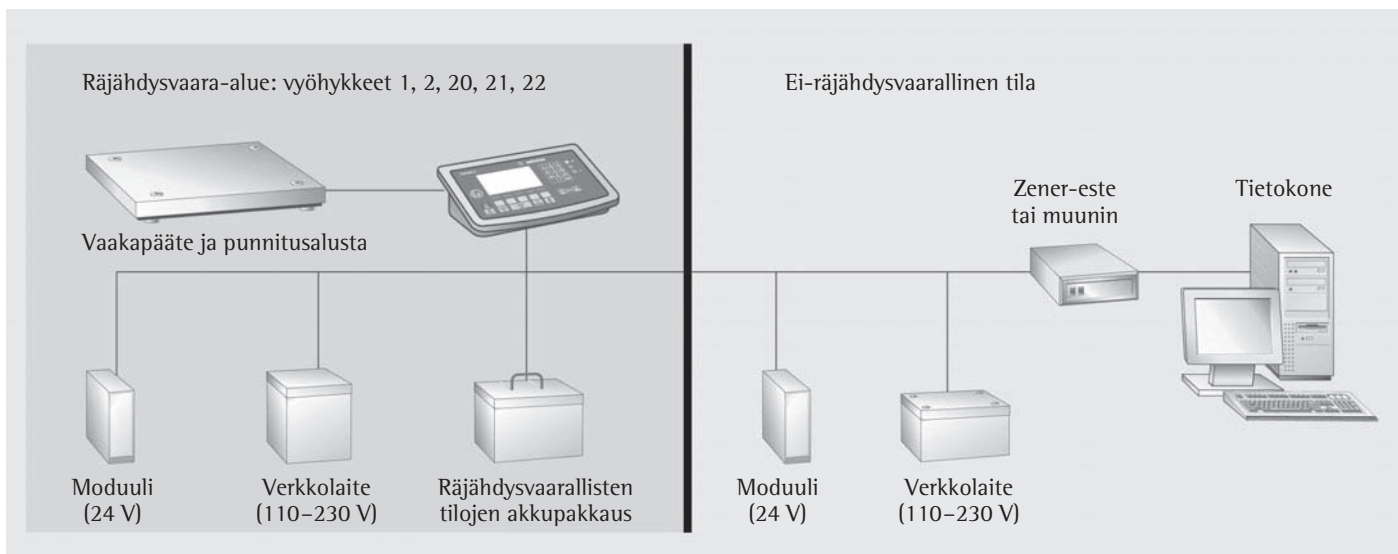 Räjähdysvaara-alue: vyöhykkeet 1, 2, 20, 21, 22
Ei-räjähdysvaarallinen tila
Vaakapääte ja punnitusalusta
Zener-este
tai muunin
Tietokone
Moduuli
(24 V)
Verkkolaite
(110–230 V)
Räjähdysvaarallisten
tilojen akkupakkaus
Moduuli
(24 V)
Verkkolaite
(110–230 V)